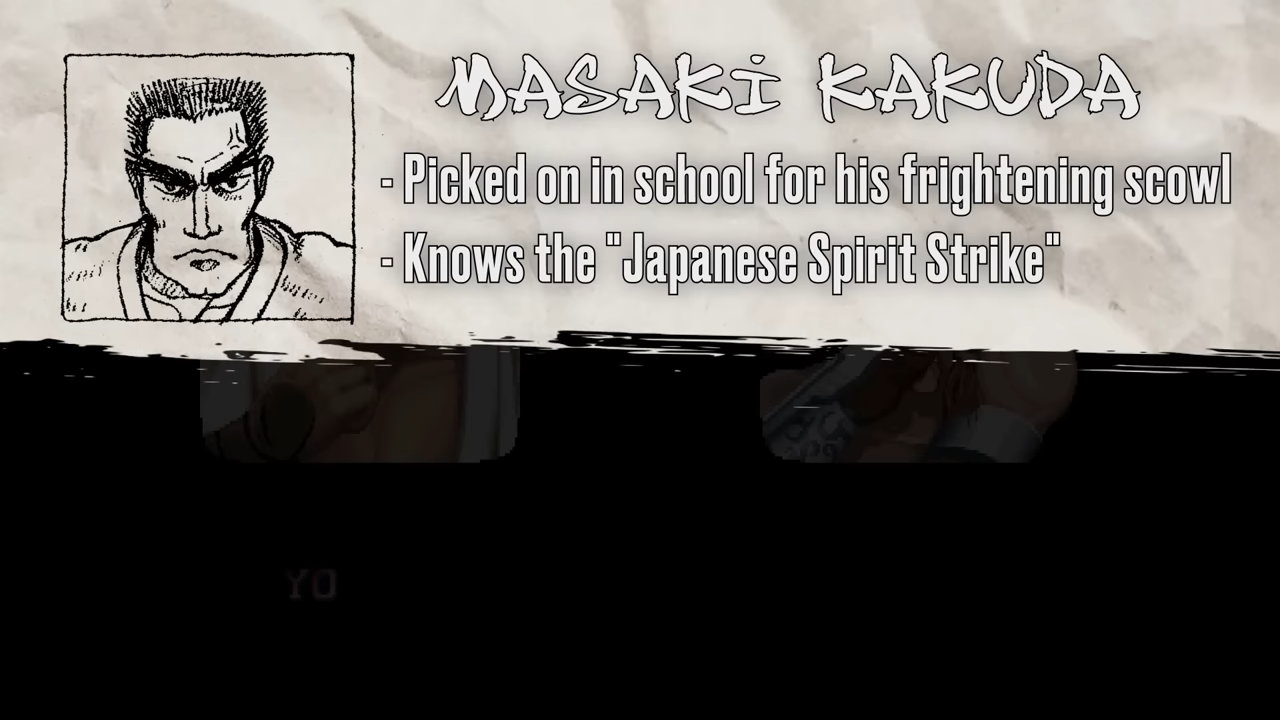 MASAKI KAKUDA
- Picked on in school for his frightening scowl
- Knows the "Japanese Spirit Strike"
YO